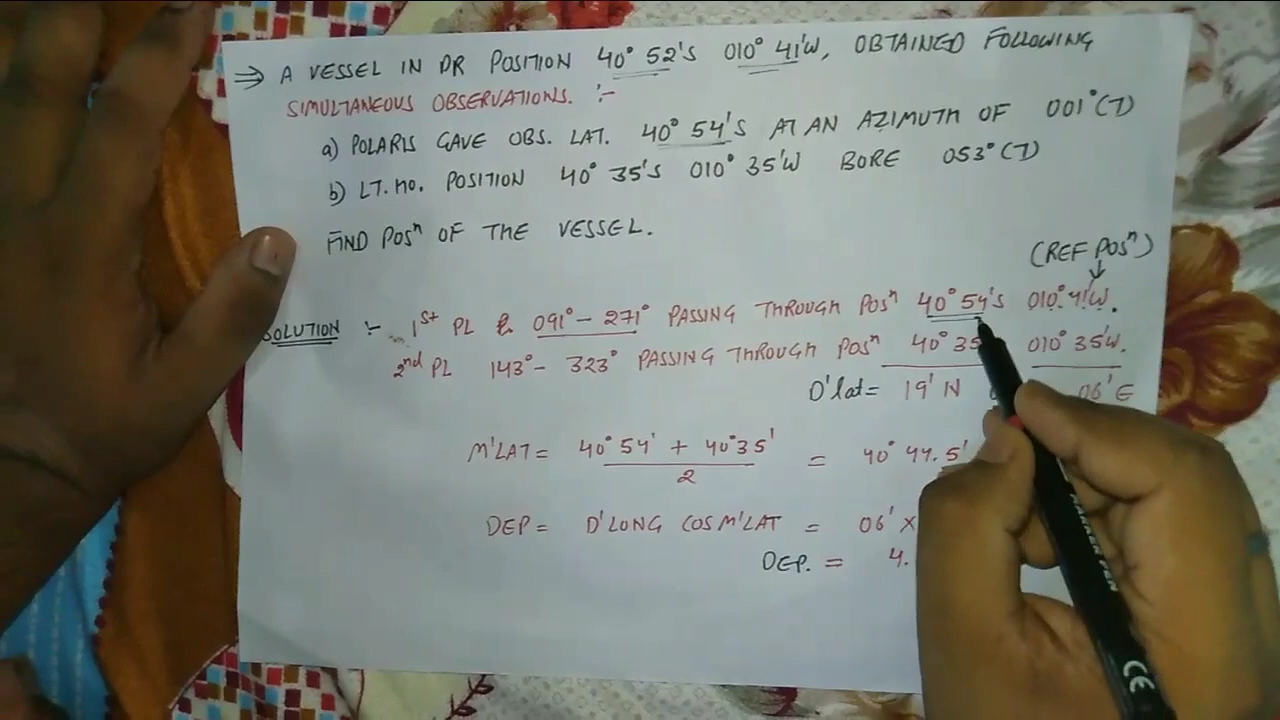 ⇒ A VESSEL IN DR POSITION 40° 52'S 010° 41'W, OBTAINED FOLLOWING
SIMULTANEOUS OBSERVATIONS. :-
a) POLARIS GAVE OBS. LAT. 40° 54'S AT AN AZIMUTH OF 001°(T)
b) LT. HO. POSITION 40° 35'S 010° 35'W BORE 053°(T)
FIND POSⁿ OF THE VESSEL.
(REF POSⁿ)
↓
SOLUTION :- 1st PL & 091° - 271° PASSING THROUGH POSⁿ 40° 54'S 010° 41'W.
2nd PL 143° - 323° PASSING THROUGH POSⁿ 40° 35 010° 35'W.
D'lat = 19' N 06' E
M'LAT = 40° 54' + 40° 35' / 2 = 40° 44.5'
DEP = D'LONG COS M'LAT = 06' X
DEP. = 4.
MARKER PEN
CE